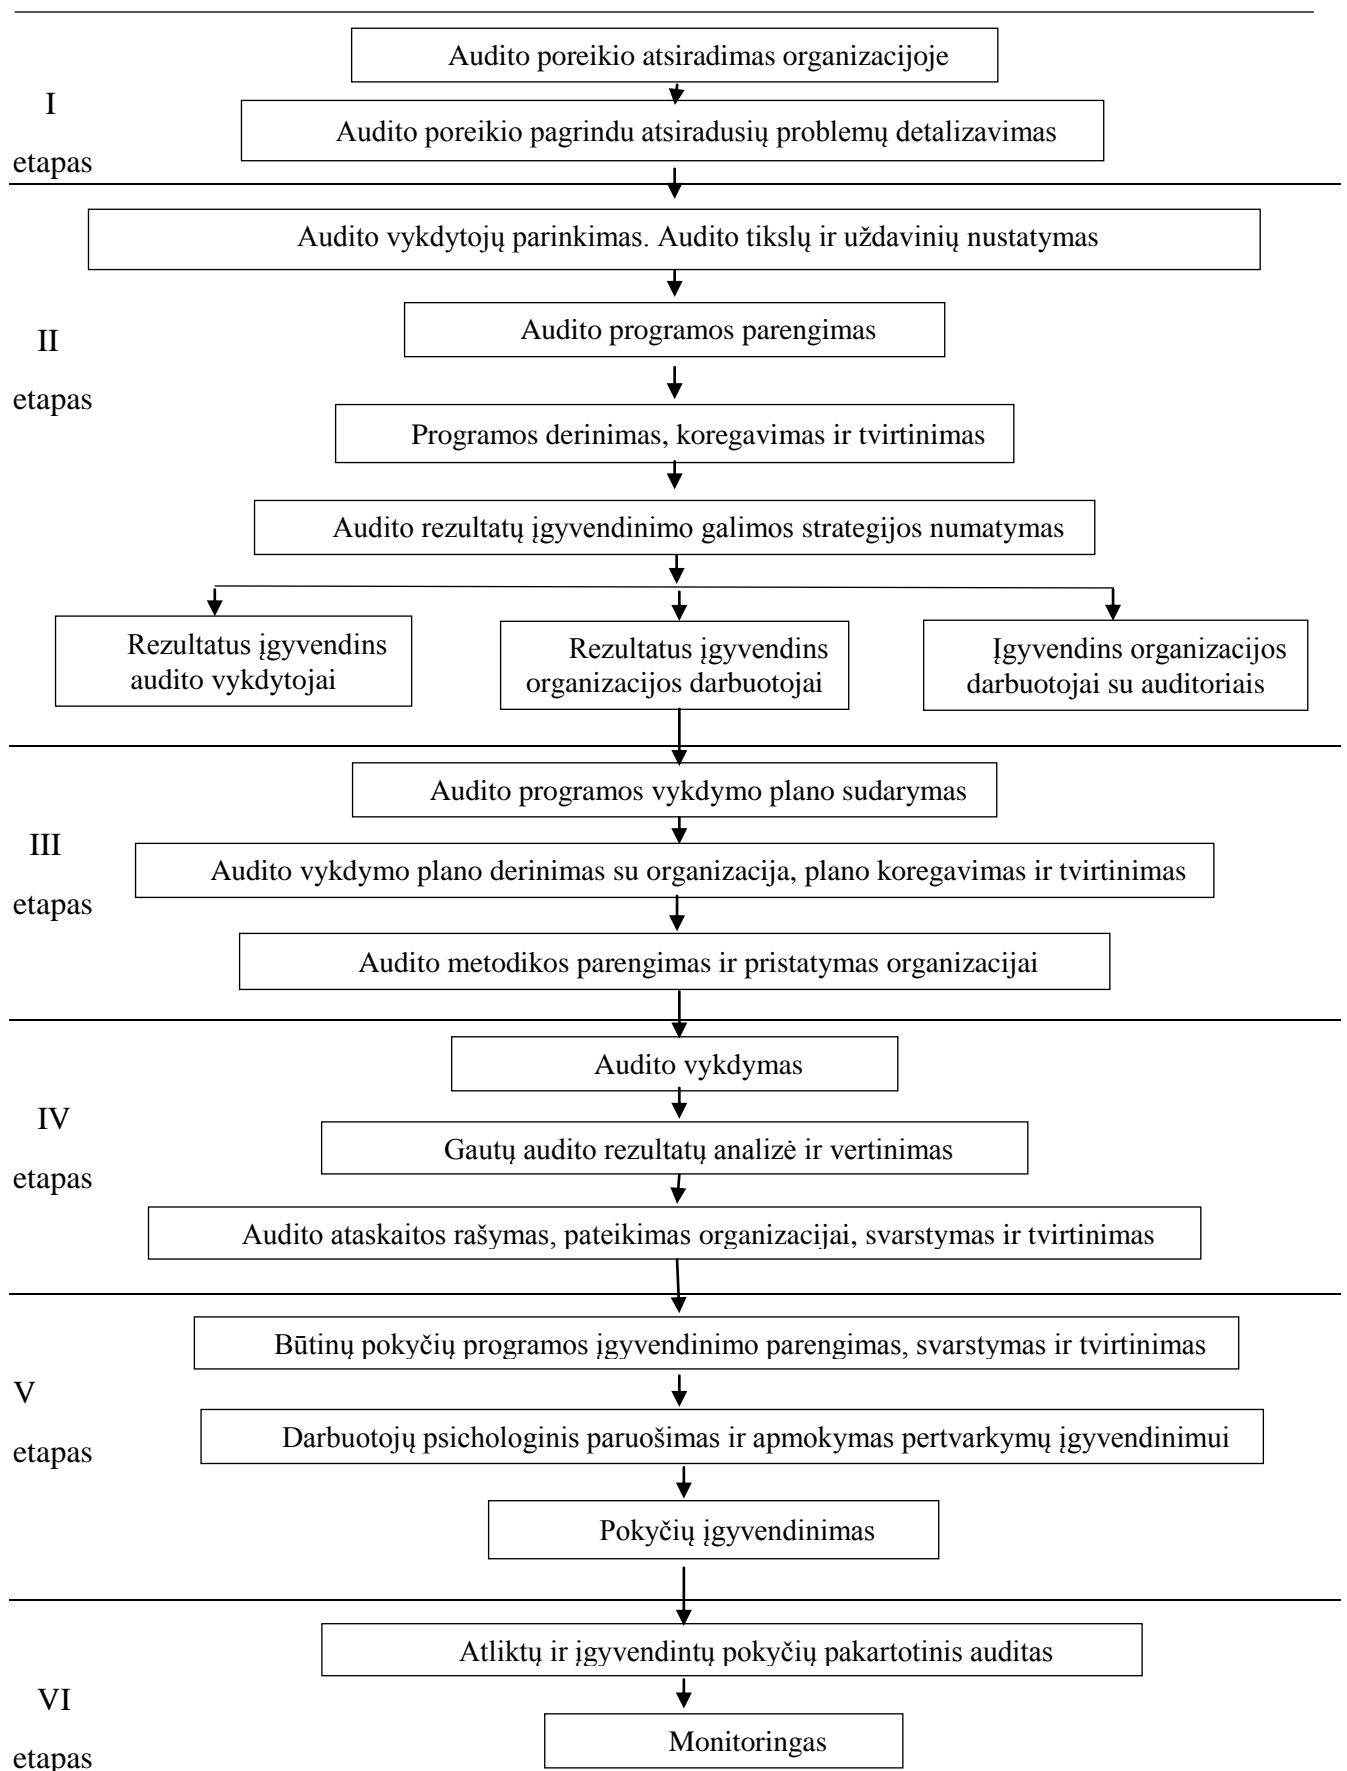 Audito poreikio atsiradimas organizacijoje
I
etapas
Audito poreikio pagrindu atsiradusių problemų detalizavimas
Audito vykdytojų parinkimas. Audito tikslų ir uždavinių nustatymas
II
etapas
Audito programos parengimas
Programos derinimas, koregavimas ir tvirtinimas
Audito rezultatų įgyvendinimo galimos strategijos numatymas
Rezultatus įgyvendins
audito vykdytojai
Rezultatus įgyvendins
organizacijos darbuotojai
Įgyvendins organizacijos
darbuotojai su auditoriais
Audito programos vykdymo plano sudarymas
III
etapas
Audito vykdymo plano derinimas su organizacija, plano koregavimas ir tvirtinimas
Audito metodikos parengimas ir pristatymas organizacijai
Audito vykdymas
IV
etapas
Gautų audito rezultatų analizė ir vertinimas
Audito ataskaitos rašymas, pateikimas organizacijai, svarstymas ir tvirtinimas
Būtinų pokyčių programos įgyvendinimo parengimas, svarstymas ir tvirtinimas
V
etapas
Darbuotojų psichologinis paruošimas ir apmokymas pertvarkymų įgyvendinimui
Pokyčių įgyvendinimas
Atliktų ir įgyvendintų pokyčių pakartotinis auditas
VI
etapas
Monitoringas